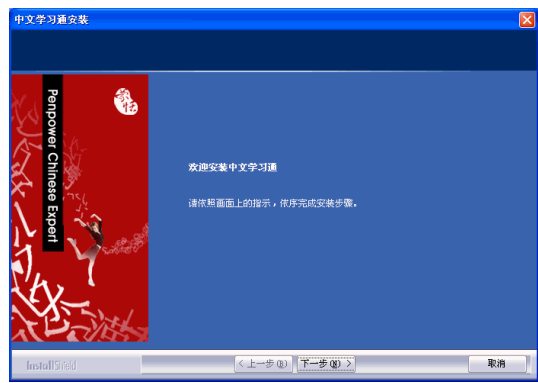 中文学习通安装
Penpower Chinese Expert
蒙恬
欢迎安装中文学习通
请依照画面上的指示，依序完成安装步骤。
InstallShield
< 上一步(B)
下一步(N) >
取消